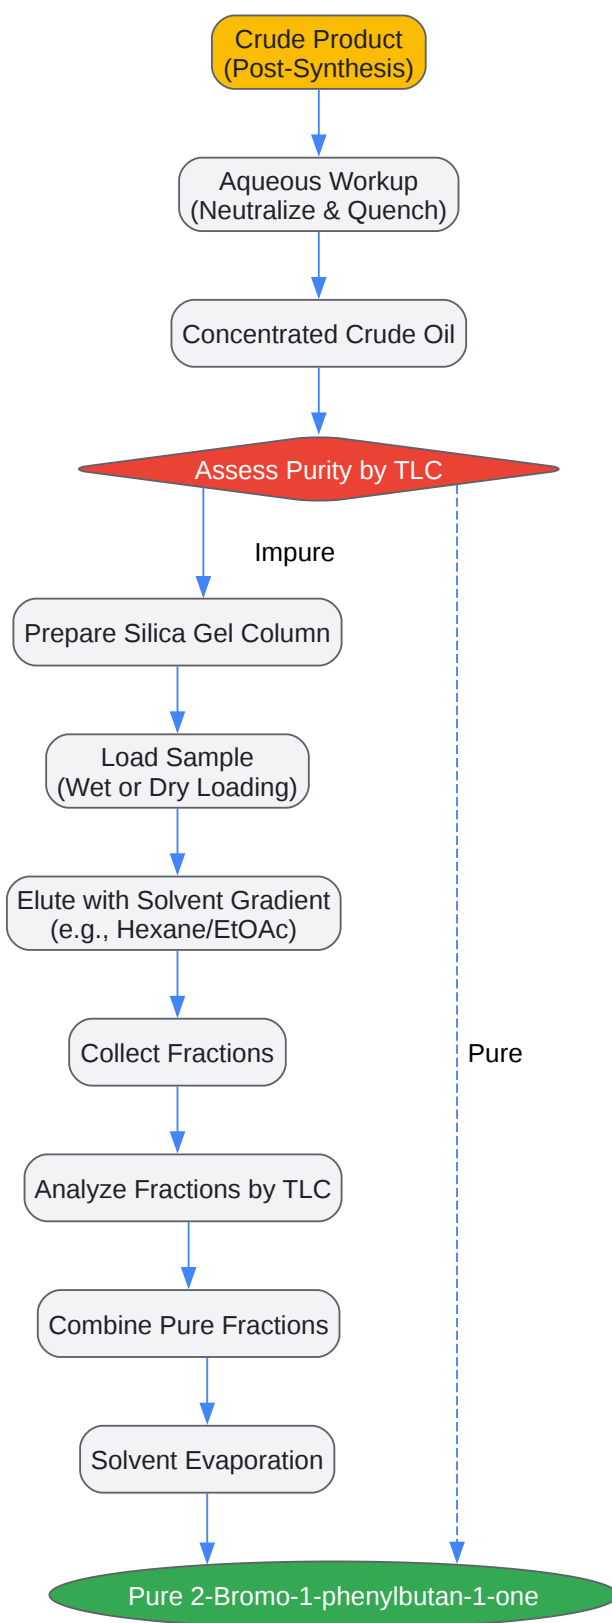 Crude Product
(Post-Synthesis)
Aqueous Workup
(Neutralize & Quench)
Concentrated Crude Oil
Assess Purity by TLC
Impure
Prepare Silica Gel Column
Load Sample
(Wet or Dry Loading)
Elute with Solvent Gradient
(e.g., Hexane/EtOAc)
Collect Fractions
Pure
Analyze Fractions by TLC
Combine Pure Fractions
Solvent Evaporation
Pure 2-Bromo-1-phenylbutan-1-one